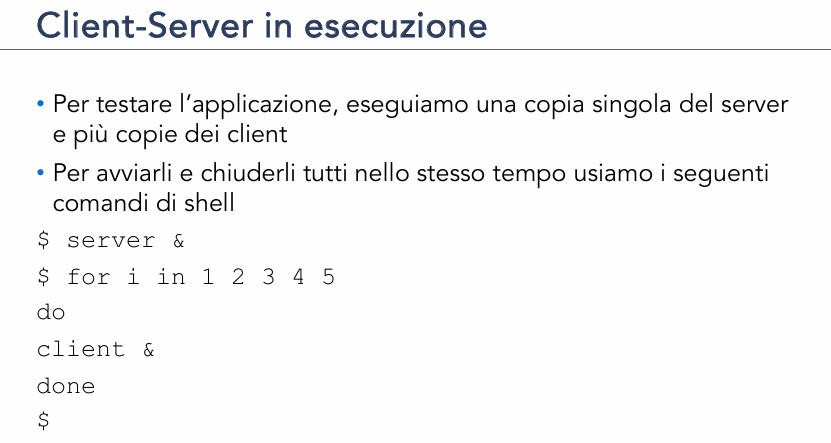 Client-Server in esecuzione
• Per testare l’applicazione, eseguiamo una copia singola del server
e più copie dei client
• Per avviarli e chiuderli tutti nello stesso tempo usiamo i seguenti
comandi di shell
$ server &
$ for i in 1 2 3 4 5
do
client &
done
$